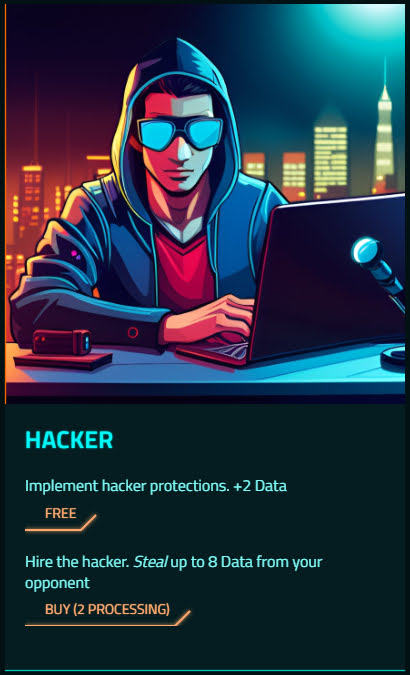 HACKER
Implement hacker protections. +2 Data
FREE
Hire the hacker. Steal up to 8 Data from your
opponent
BUY (2 PROCESSING)